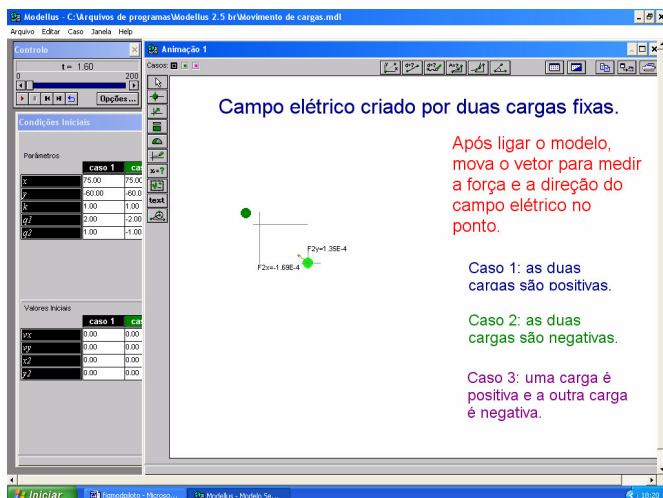 Modellus - C:\Arquivos de programas\Modellus 2.5 br\Movimento de cargas.mdl
Arquivo Editar Caso Janela Help
Controlo
t = 1.60
0 200
Opções...
Condições Iniciais
Parâmetros
caso 1
x 75.00 75.00
y -60.00 -60.00
k 1.00 1.00
q1 2.00 -2.00
q2 1.00 -1.00
Valores Iniciais
caso 1
vx 0.00 0.00
vy 0.00 0.00
x2 0.00 0.00
y2 0.00 0.00
Animação 1
Casos:
text
Campo elétrico criado por duas cargas fixas.
Após ligar o modelo,
mova o vetor para medir
a força e a direção do
campo elétrico no
ponto.
F2y=1.35E-4
F2x=-1.69E-4
Caso 1: as duas
cargas são positivas.
Caso 2: as duas
cargas são negativas.
Caso 3: uma carga é
positiva e a outra carga
é negativa.
Iniciar
figmodpiloto - Microso...
Modellus - Modelo Se...
18:20